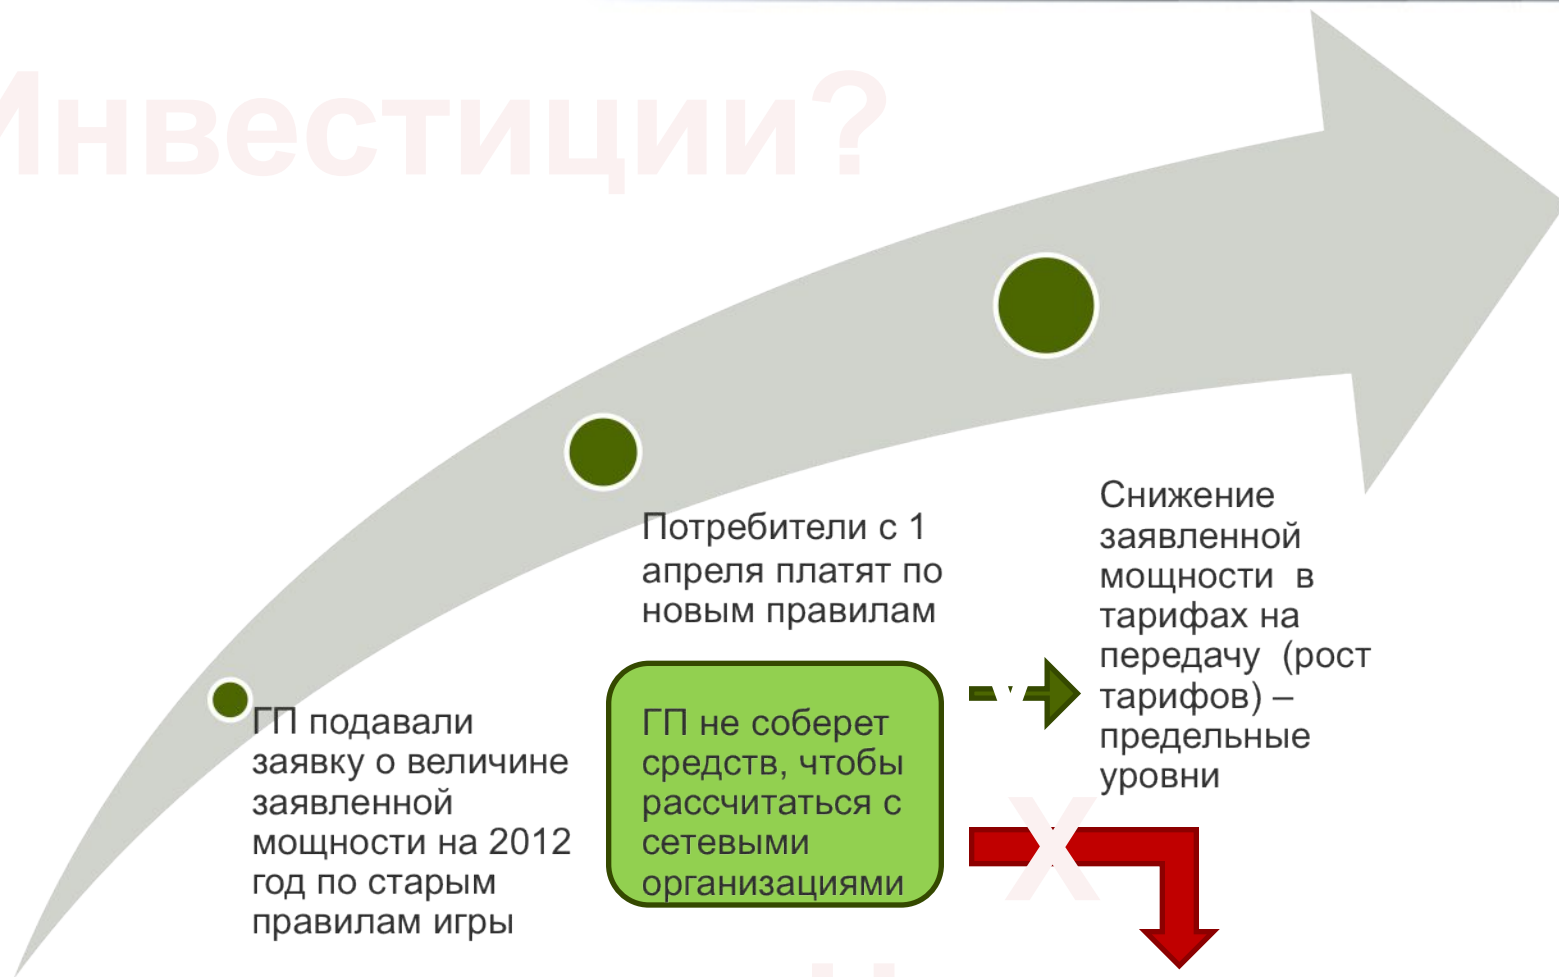 Инвестиции?
Потребители с 1
апреля платят по
новым правилам
Снижение
заявленной
мощности в
тарифах на
передачу (рост
тарифов) –
предельные
уровни
ГП подавали
заявку о величине
заявленной
мощности на 2012
год по старым
правилам игры
ГП не соберет
средств, чтобы
рассчитаться с
сетевыми
организациями
X